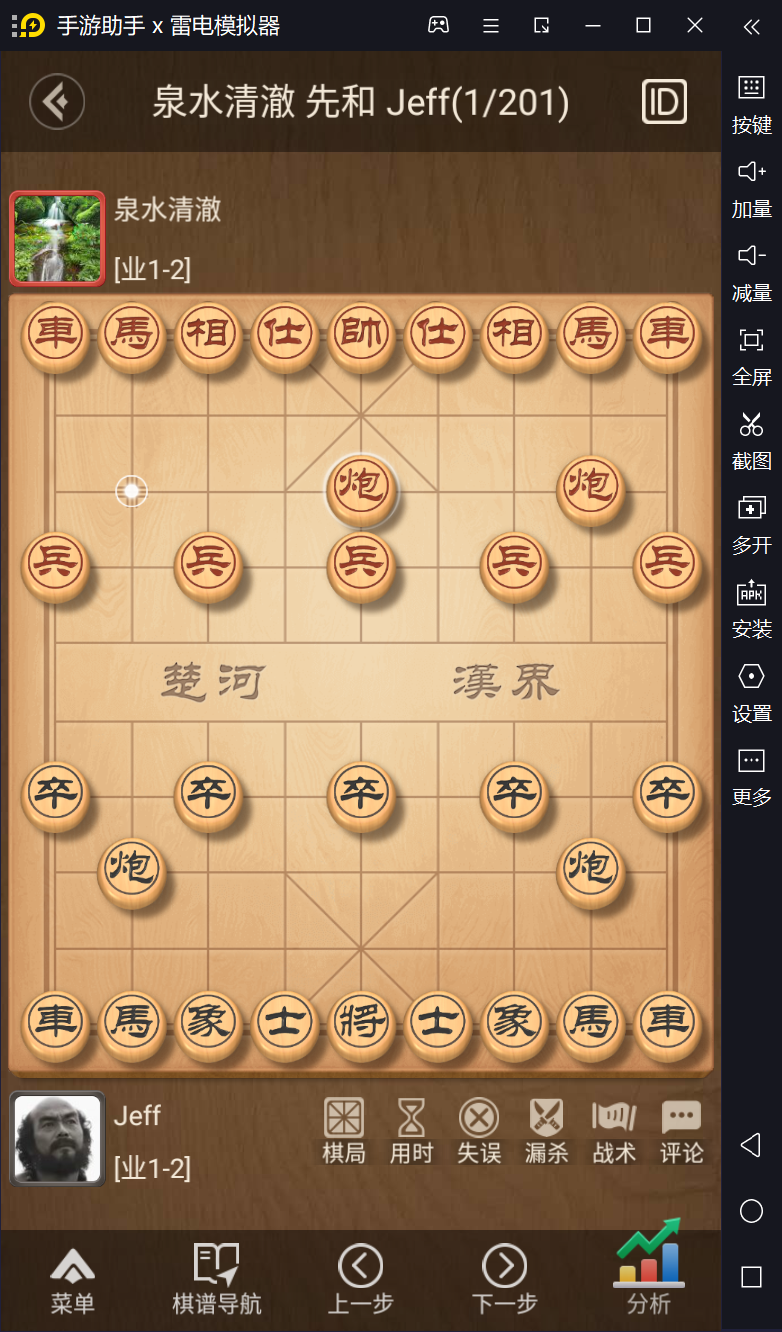 手游助手 x 雷电模拟器
泉水清澈 先和 Jeff(1/201)
ID
泉水清澈
[业1-2]
車 馬 相 仕 帥 仕 相 馬 車
炮 炮
兵 兵 兵 兵 兵
楚河 漢界
卒 卒 卒 卒 卒
炮 炮
車 馬 象 士 將 士 象 馬 車
Jeff
[业1-2]
棋局 用时 失误 漏杀 战术 评论
菜单 棋谱导航 上一步 下一步 分析
按键
加量
减量
全屏
截图
多开
APK
安装
设置
更多